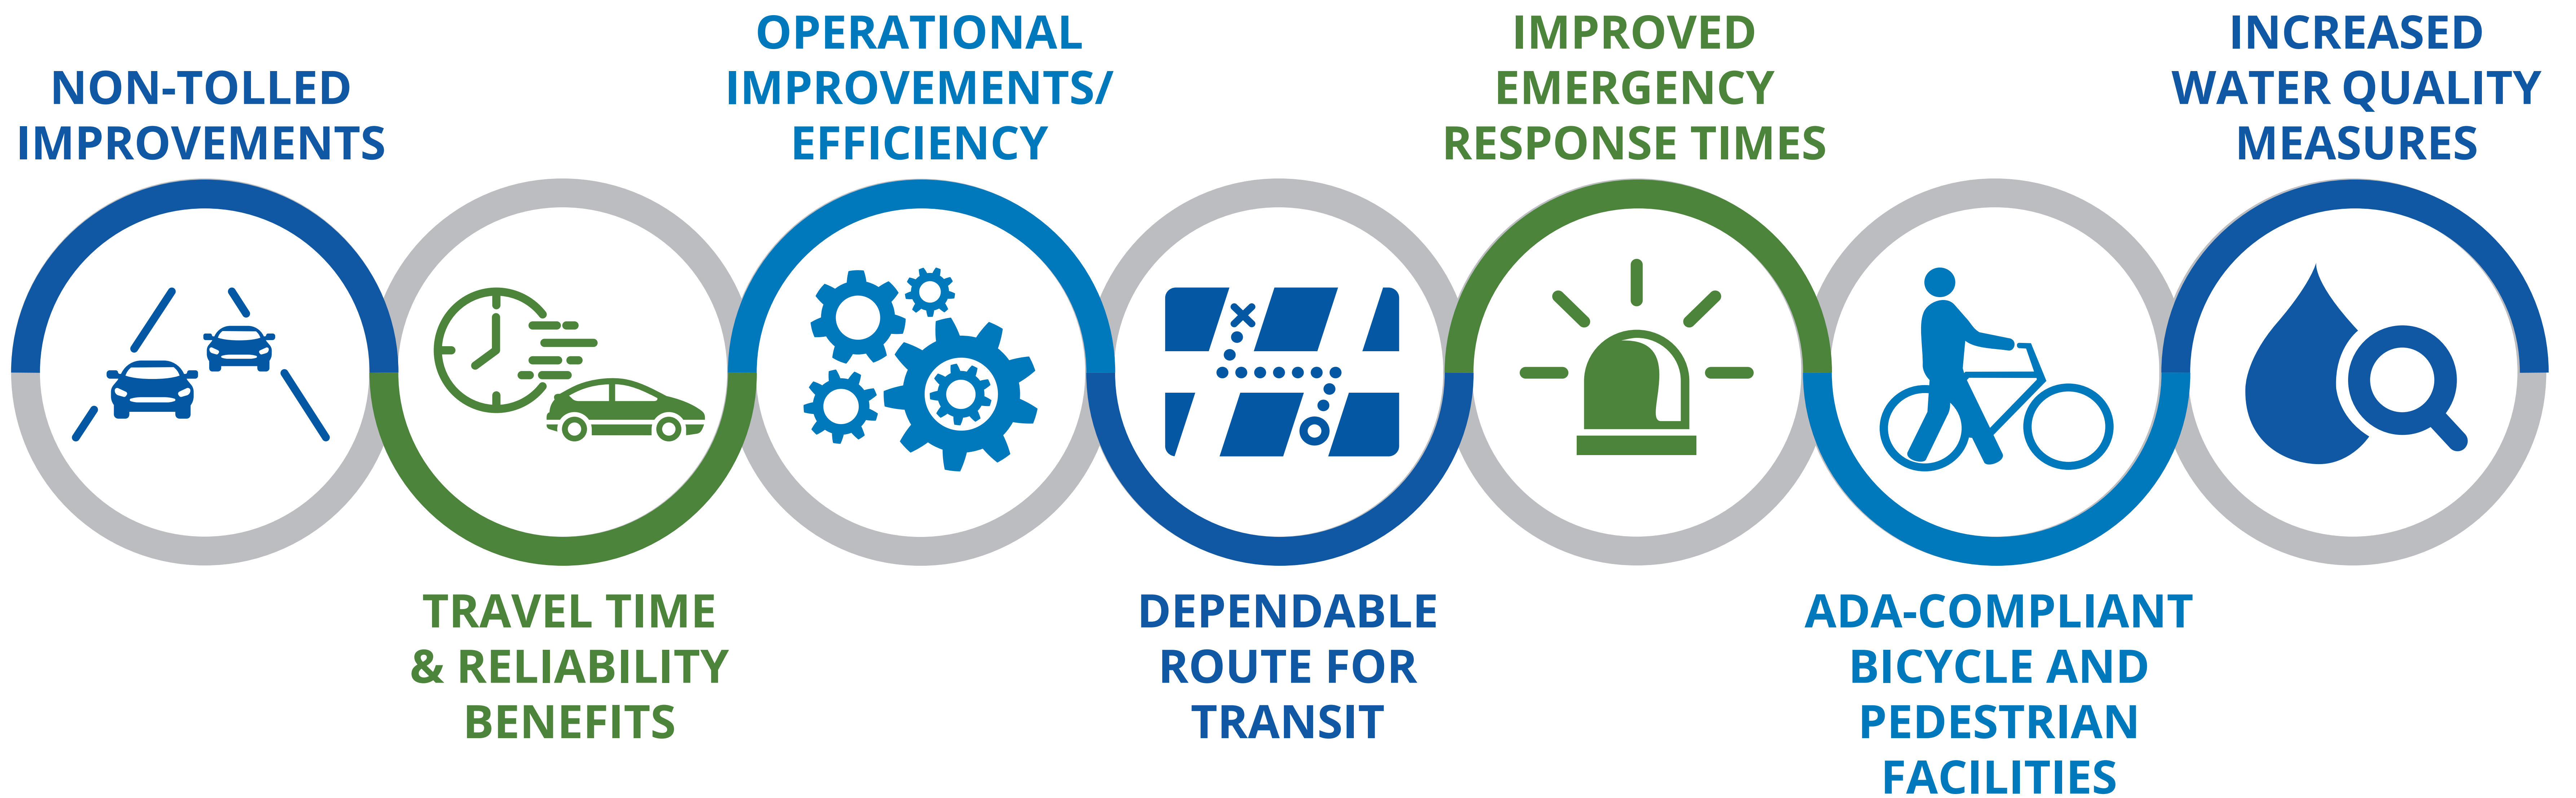 NON-TOLLED
IMPROVEMENTS
TRAVEL TIME
& RELIABILITY
BENEFITS
OPERATIONAL
IMPROVEMENTS/
EFFICIENCY
DEPENDABLE
ROUTE FOR
TRANSIT
IMPROVED
EMERGENCY
RESPONSE TIMES
ADA-COMPLIANT
BICYCLE AND
PEDESTRIAN
FACILITIES
INCREASED
WATER QUALITY
MEASURES